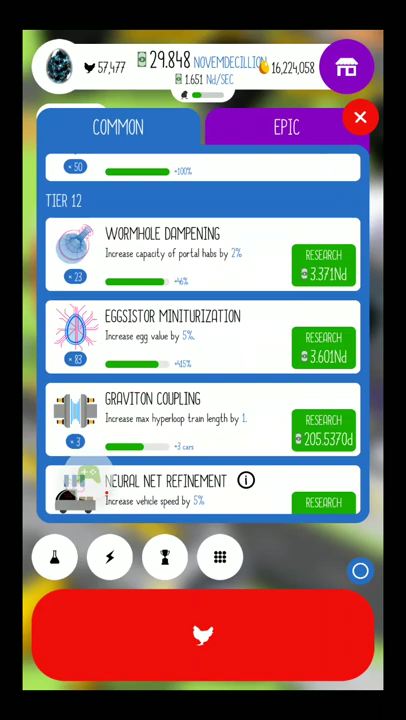 57,477
29.848 NOVEMDECILLION
16,224,058
1.651 Nd/SEC
COMMON
EPIC
× 50
+100%
TIER 12
WORMHOLE DAMPENING
Increase capacity of portal habs by 2%
× 23
+46%
RESEARCH
3.371Nd
EGGSISTOR MINITURIZATION
Increase egg value by 5%.
× 83
+415%
RESEARCH
3.601Nd
GRAVITON COUPLING
Increase max hyperloop train length by 1.
× 3
+3 cars
RESEARCH
205.537Qd
NEURAL NET REFINEMENT i
Increase vehicle speed by 5%
RESEARCH